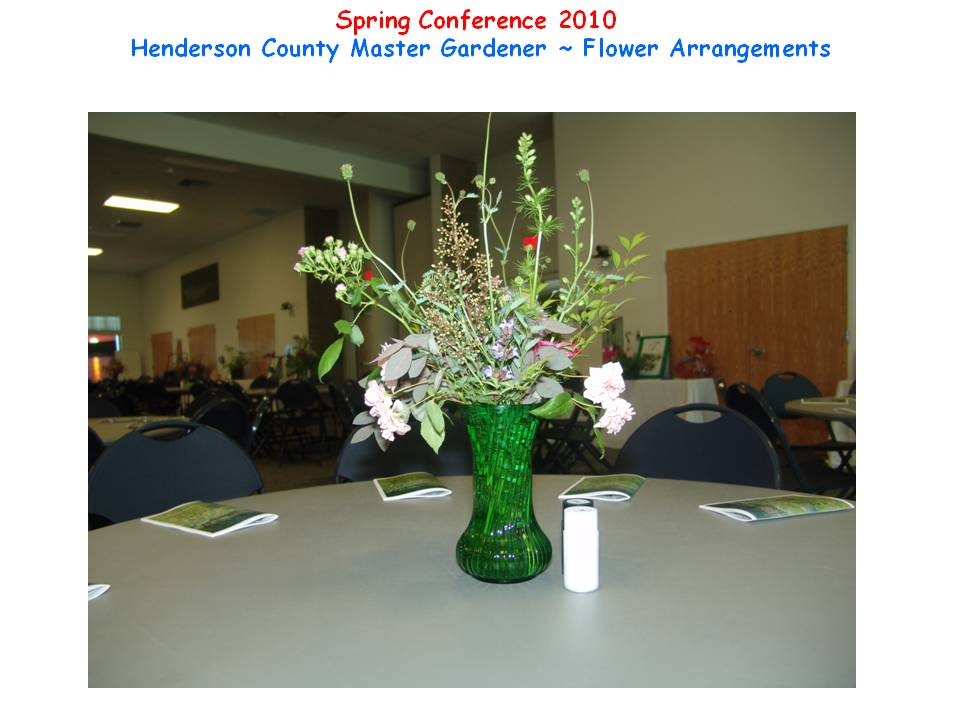 Spring Conference 2010
Henderson County Master Gardener ~ Flower Arrangements